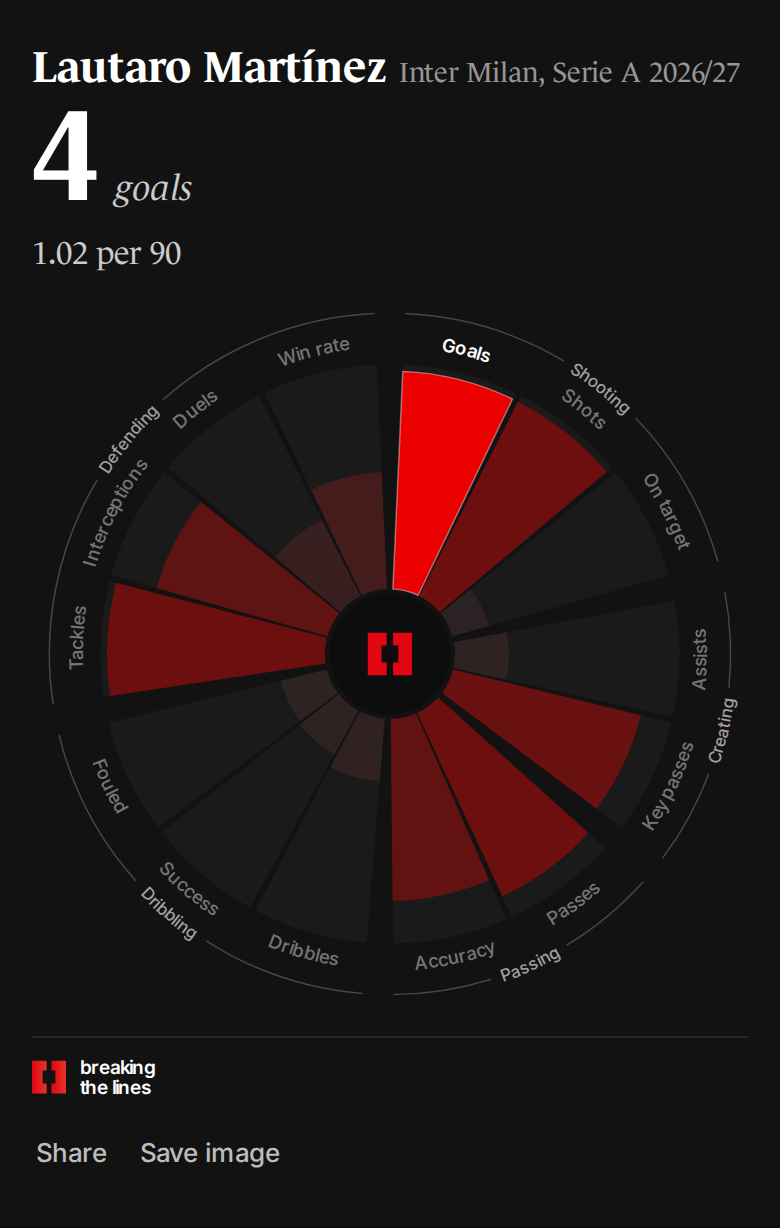 Lautaro Martínez Inter Milan, Serie A 2026/27
4 goals
1.02 per 90
Win rate
Goals
Shooting
Shots
Duels
Defending
Interceptions
On target
Tackles
Assists
Creating
Key passes
Fouled
Success
Dribbling
Dribbles
Accuracy
Passing
Passes
breaking
the lines
Share Save image